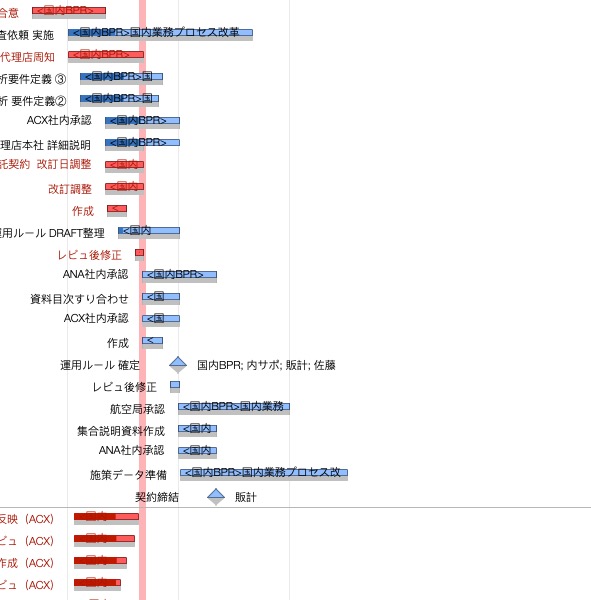 合意 <国内BPR>
査依頼 実施 <国内BPR>国内業務プロセス改革
代理店周知 <国内BPR>
析要件定義 ③ <国内BPR>国
析 要件定義② <国内BPR>国
ACX社内承認 <国内BPR>
理店本社 詳細説明 <国内BPR>
託契約 改訂日調整 <国内
改訂調整 <国内
作成 <
運用ルール DRAFT整理 <国内
レビュ後修正
ANA社内承認 <国内BPR>
資料目次すり合わせ <国
ACX社内承認 <国
作成 <
運用ルール 確定 国内BPR; 内サポ; 販計; 佐藤
レビュ後修正
航空局承認 <国内BPR>国内業務
集合説明資料作成 <国内
ANA社内承認 <国内
施策データ準備 <国内BPR>国内業務プロセス改
契約締結 販計
反映（ACX） <国内
ビュ（ACX） <国内
作成（ACX） <国内
ビュ（ACX） <国内